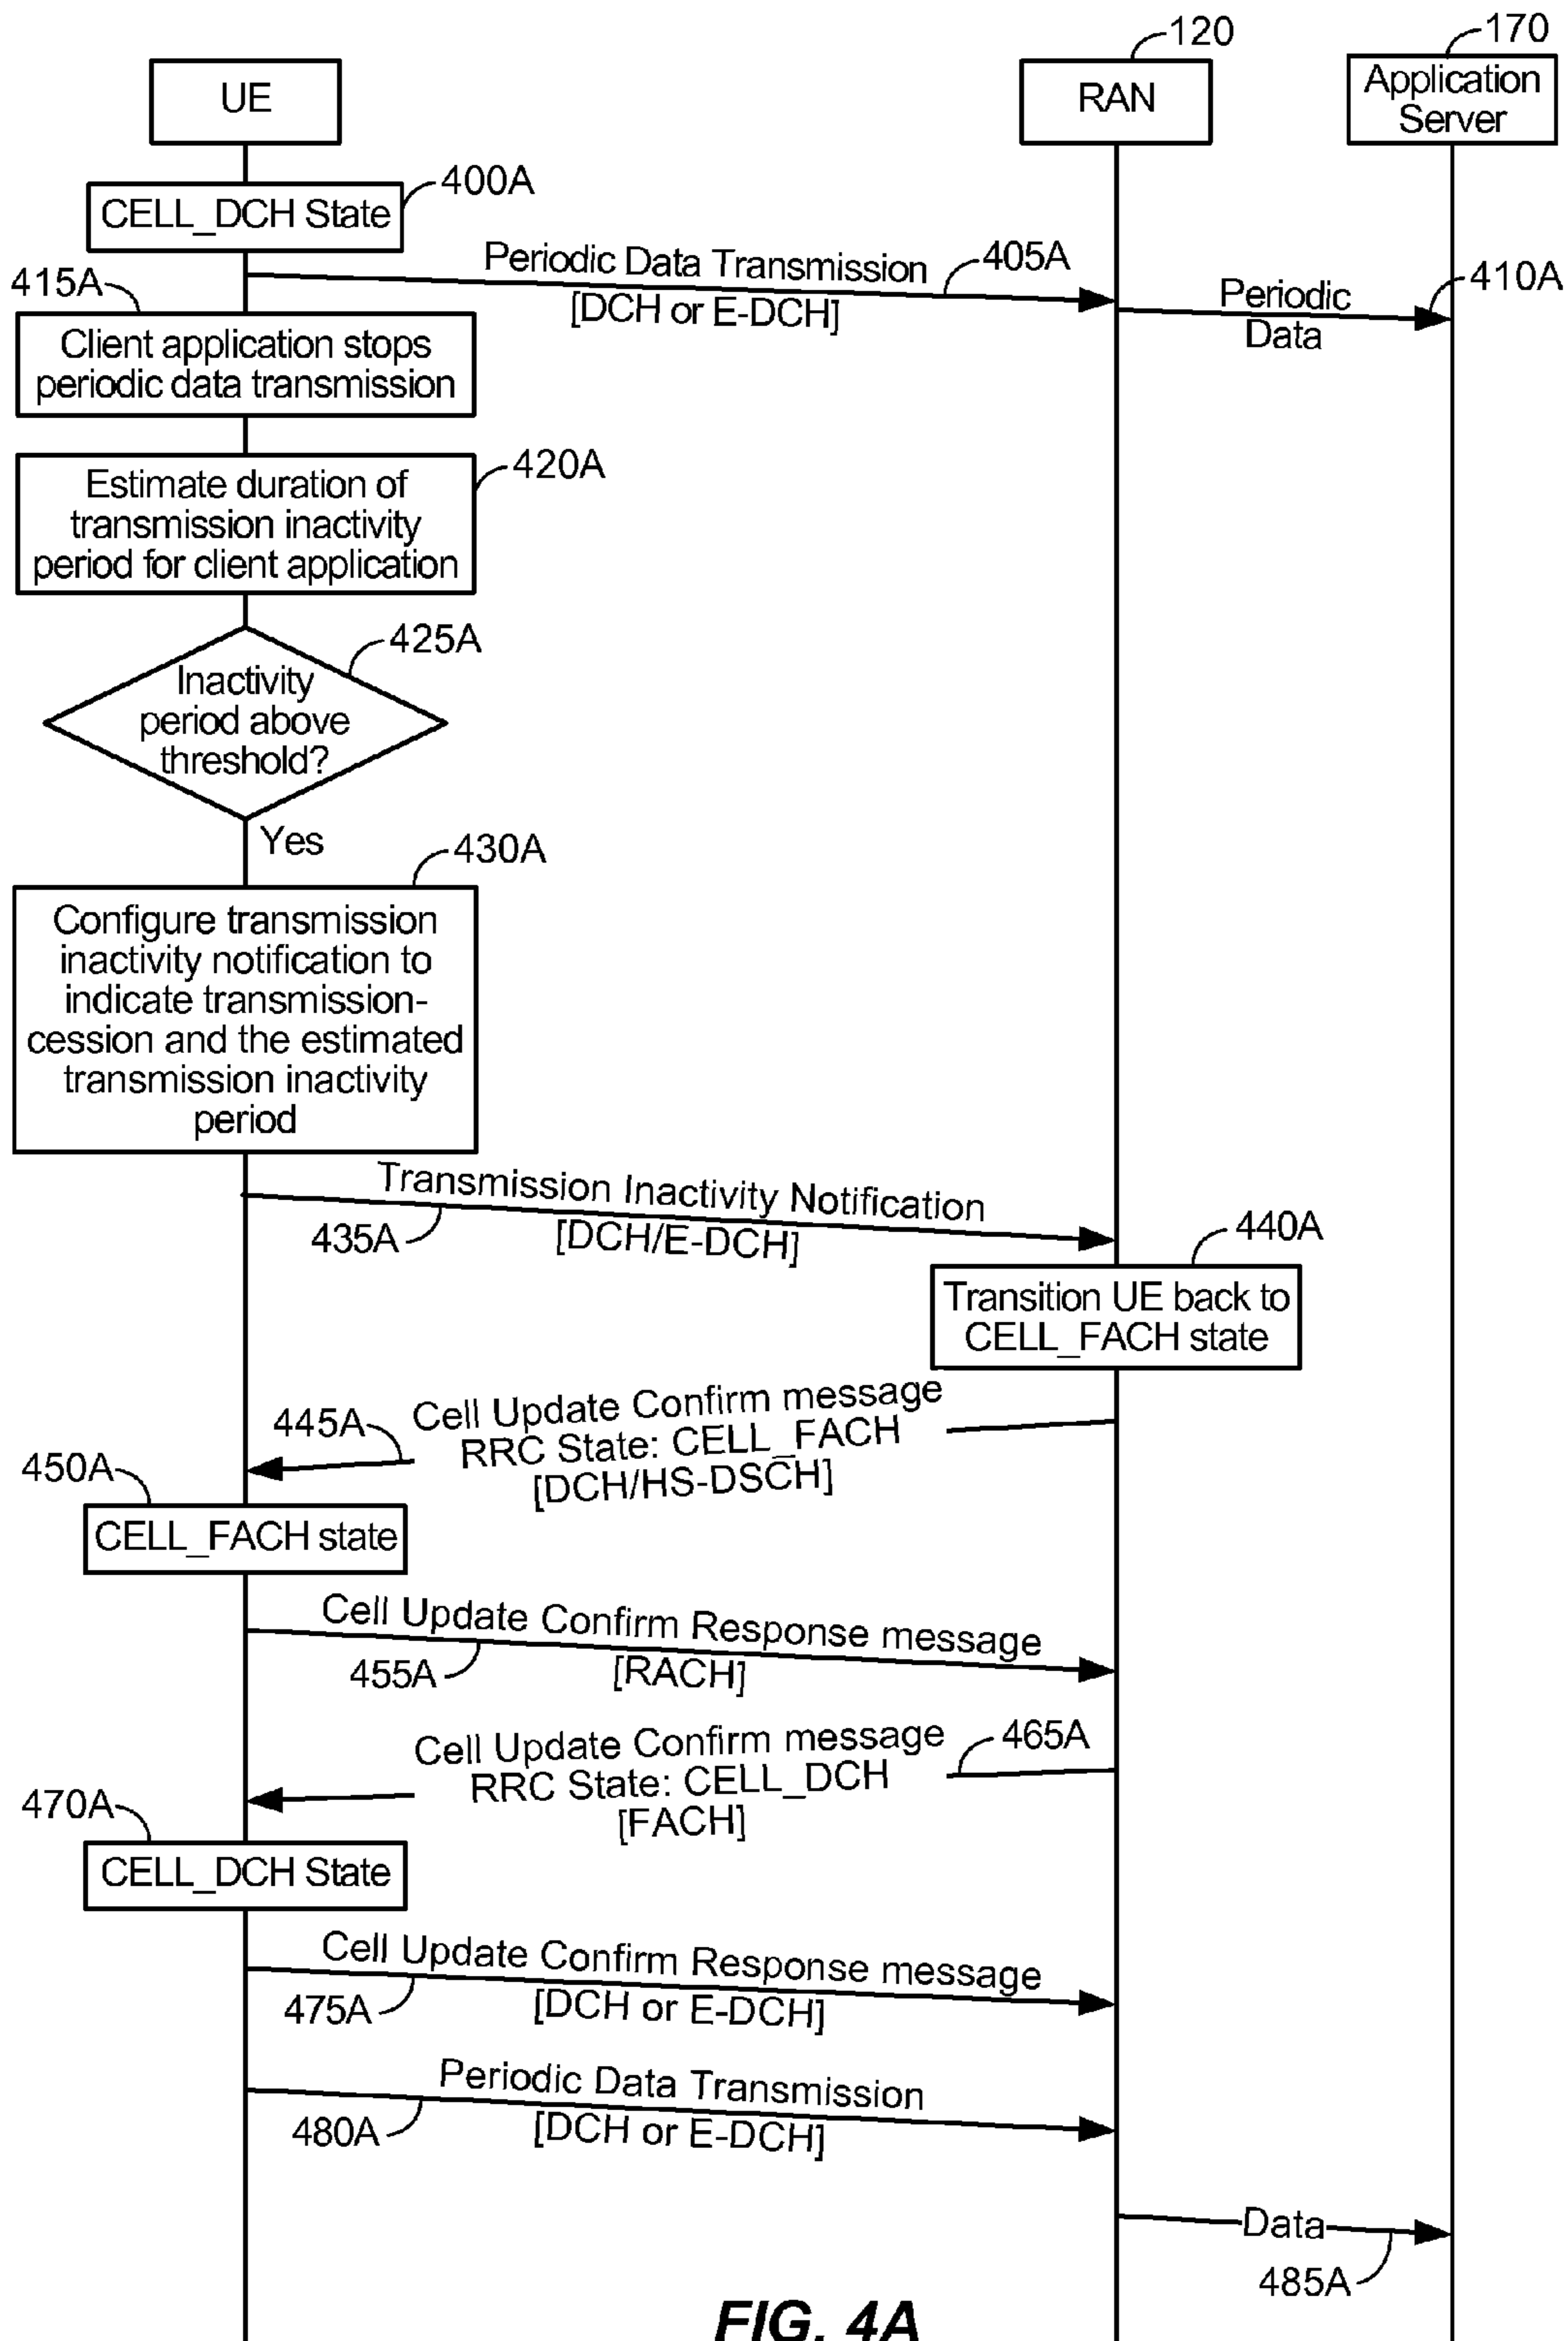 120
170
UE
RAN
Application
Server
400A
CELL_DCH State
Periodic Data Transmission
405A
[DCH or E-DCH]
Periodic
Data
410A
415A
Client application stops
periodic data transmission
420A
Estimate duration of
transmission inactivity
period for client application
425A
Inactivity
period above
threshold?
Yes
430A
Configure transmission
inactivity notification to
indicate transmission-
cession and the estimated
transmission inactivity
period
Transmission Inactivity Notification
435A
[DCH/E-DCH]
440A
Transition UE back to
CELL_FACH state
Cell Update Confirm message
445A
RRC State: CELL_FACH
[DCH/HS-DSCH]
450A
CELL_FACH state
Cell Update Confirm Response message
455A
[RACH]
Cell Update Confirm message
465A
RRC State: CELL_DCH
[FACH]
470A
CELL_DCH State
Cell Update Confirm Response message
475A
[DCH or E-DCH]
Periodic Data Transmission
480A
[DCH or E-DCH]
Data
485A
FIG. 4A